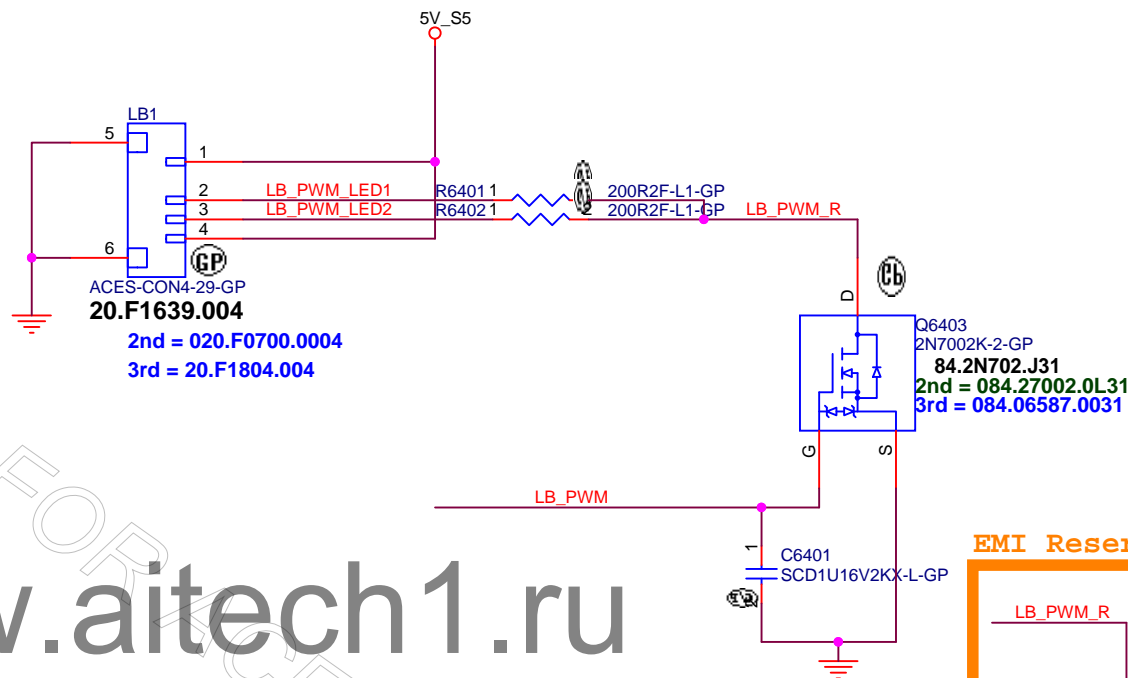 5V_S5
LB1
5
1
2 LB_PWM_LED1 R6401 1 200R2F-L1-GP
3 LB_PWM_LED2 R6402 1 2 200R2F-L1-GP LB_PWM_R
4
6
GP
ACES-CON4-29-GP
20.F1639.004
2nd = 020.F0700.0004
3rd = 20.F1804.004
D
Q6403
2N7002K-2-GP
84.2N702.J31
2nd = 084.27002.0L31
3rd = 084.06587.0031
G S
LB_PWM
1
C6401
SCD1U16V2KX-L-GP
EMI Reser
LB_PWM_R
FOR ACE
w.aitech1.ru